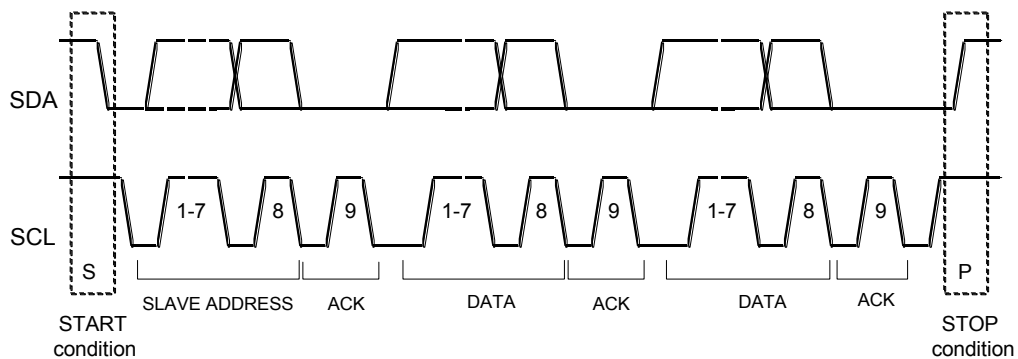 SDA
SCL
1-7 8 9 1-7 8 9 1-7 8 9
S P
SLAVE ADDRESS ACK DATA ACK DATA ACK
START
condition
STOP
condition